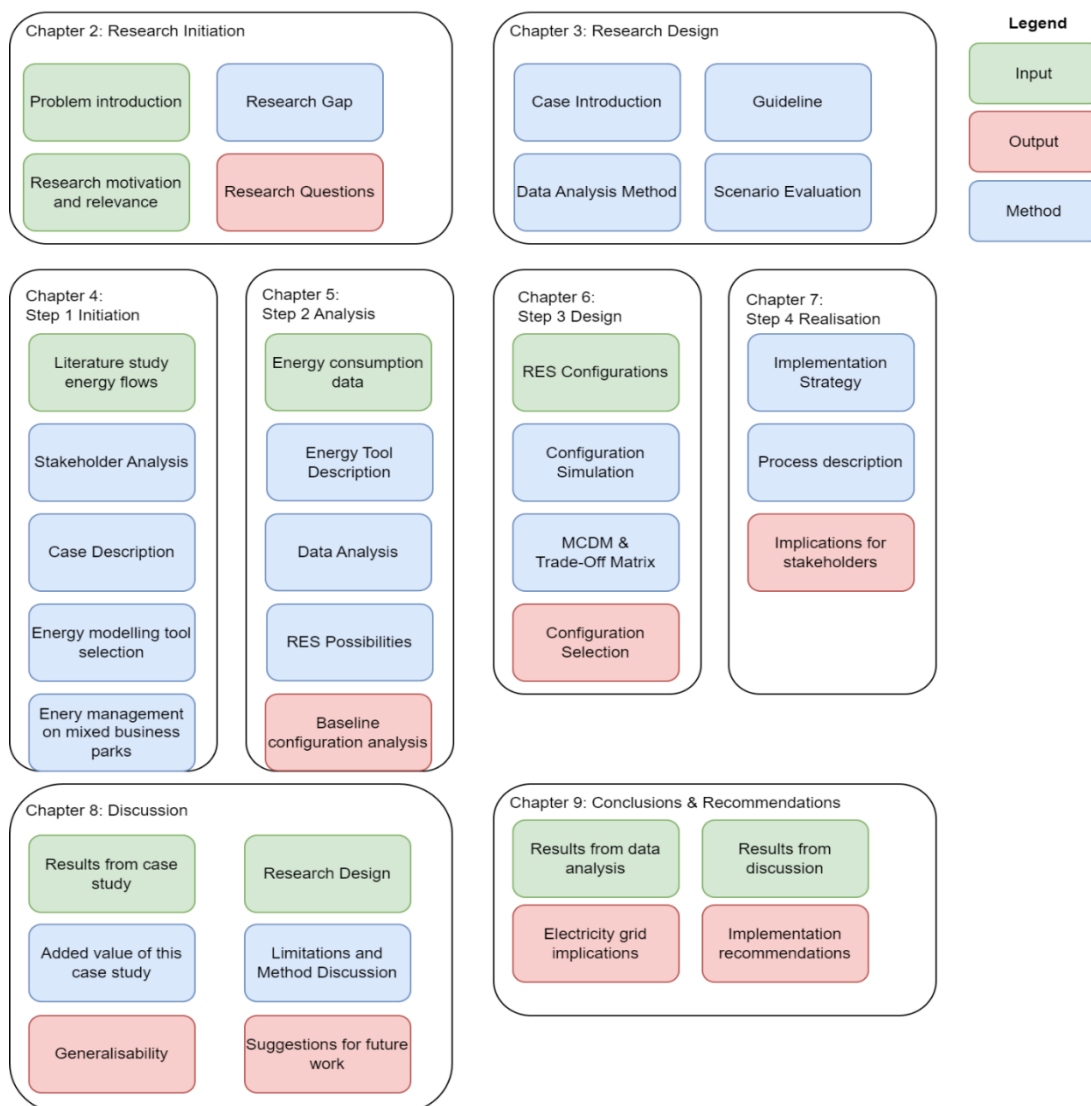 Chapter 2: Research Initiation
Problem introduction
Research Gap
Research motivation
and relevance
Research Questions
Chapter 3: Research Design
Case Introduction
Guideline
Data Analysis Method
Scenario Evaluation
Legend
Input
Output
Method
Chapter 4:
Step 1 Initiation
Literature study
energy flows
Stakeholder Analysis
Case Description
Energy modelling tool
selection
Enery management
on mixed business
parks
Chapter 5:
Step 2 Analysis
Energy consumption
data
Energy Tool
Description
Data Analysis
RES Possibilities
Baseline
configuration analysis
Chapter 6:
Step 3 Design
RES Configurations
Configuration
Simulation
MCDM &
Trade-Off Matrix
Configuration
Selection
Chapter 7:
Step 4 Realisation
Implementation
Strategy
Process description
Implications for
stakeholders
Chapter 8: Discussion
Results from case
study
Research Design
Added value of this
case study
Limitations and
Method Discussion
Generalisability
Suggestions for future
work
Chapter 9: Conclusions & Recommendations
Results from data
analysis
Results from
discussion
Electricity grid
implications
Implementation
recommendations